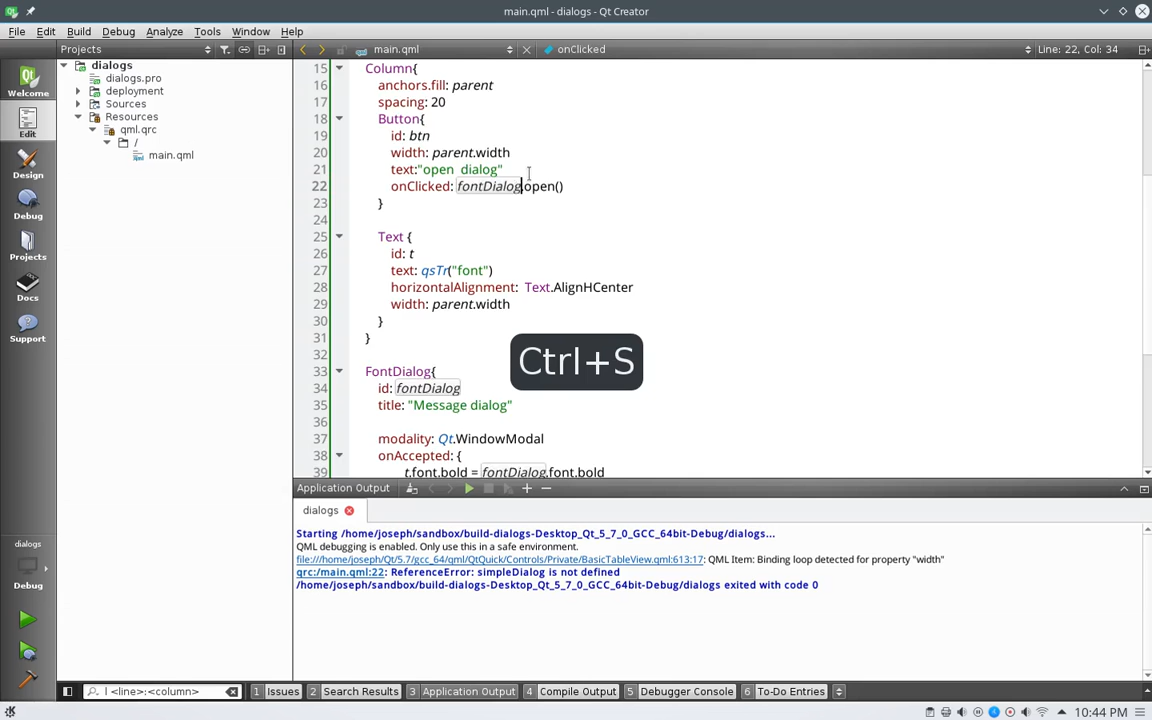 main.qml - dialogs - Qt Creator
File Edit Build Debug Analyze Tools Window Help
Projects main.qml onClicked Line: 22, Col: 34
Welcome
Edit
Design
Debug
Projects
Docs
Support
dialogs
Debug
dialogs
dialogs.pro
deployment
Sources
Resources
qml.qrc
/
main.qml
15 Column{
16 anchors.fill: parent
17 spacing: 20
18 Button{
19 id: btn
20 width: parent.width
21 text:"open  dialog"
22 onClicked: fontDialog.open()
23 }
24
25 Text {
26 id: t
27 text: qsTr("font")
28 horizontalAlignment:  Text.AlignHCenter
29 width: parent.width
30 }
31 }
32
33 FontDialog{
34 id: fontDialog
35 title: "Message dialog"
36
37 modality: Qt.WindowModal
38 onAccepted: {
39 t.font.bold = fontDialog.font.bold
Ctrl+S
Application Output
dialogs
Starting /home/joseph/sandbox/build-dialogs-Desktop_Qt_5_7_0_GCC_64bit-Debug/dialogs...
QML debugging is enabled. Only use this in a safe environment.
file:///home/joseph/Qt/5.7/gcc_64/qml/QtQuick/Controls/Private/BasicTableView.qml:613:17: QML Item: Binding loop detected for property "width"
qrc:/main.qml:22: ReferenceError: simpleDialog is not defined
/home/joseph/sandbox/build-dialogs-Desktop_Qt_5_7_0_GCC_64bit-Debug/dialogs exited with code 0
l <line>:<column> 1 Issues 2 Search Results 3 Application Output 4 Compile Output 5 Debugger Console 6 To-Do Entries
10:44 PM